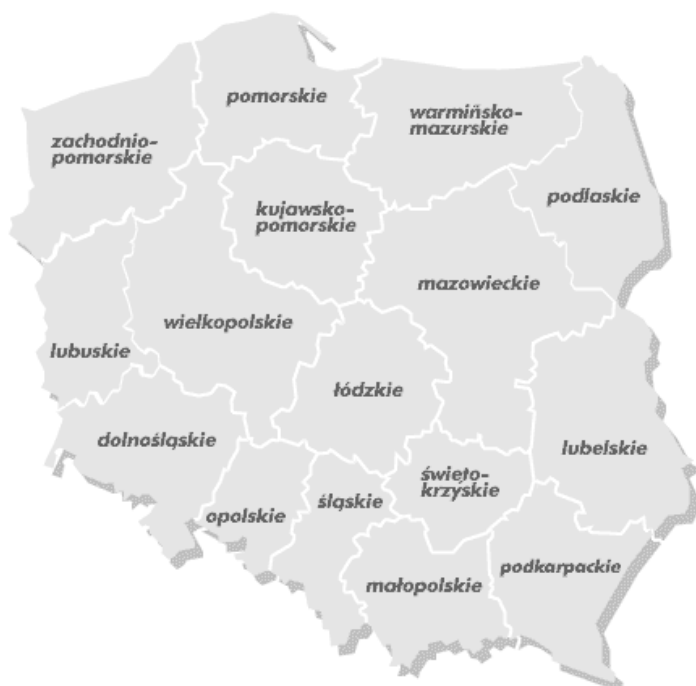 pomorskie
warmińsko-
mazurskie
zachodnio-
pomorskie
podlaskie
kujawsko-
pomorskie
mazowieckie
wielkopolskie
lubuskie
łódzkie
dolnośląskie
lubelskie
święto-
krzyskie
śląskie
opolskie
podkarpackie
małopolskie